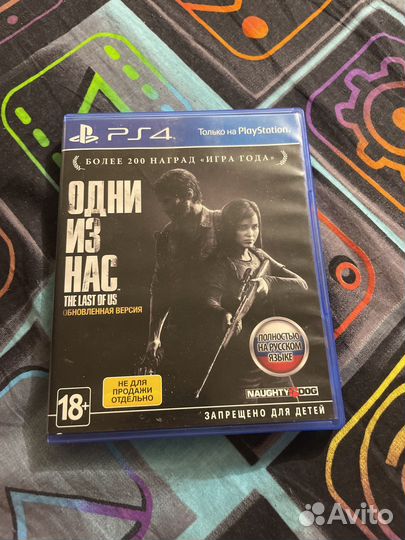 PS4
Только на PlayStation.
БОЛЕЕ 200 НАГРАД «ИГРА ГОДА»
ОДНИ
ИЗ
НАС
THE LAST OF US
ОБНОВЛЕННАЯ ВЕРСИЯ
ПОЛНОСТЬЮ
НА РУССКОМ
ЯЗЫКЕ
НЕ ДЛЯ
ПРОДАЖИ
ОТДЕЛЬНО
NAUGHTY DOG
18+
ЗАПРЕЩЕНО ДЛЯ ДЕТЕЙ
Avito